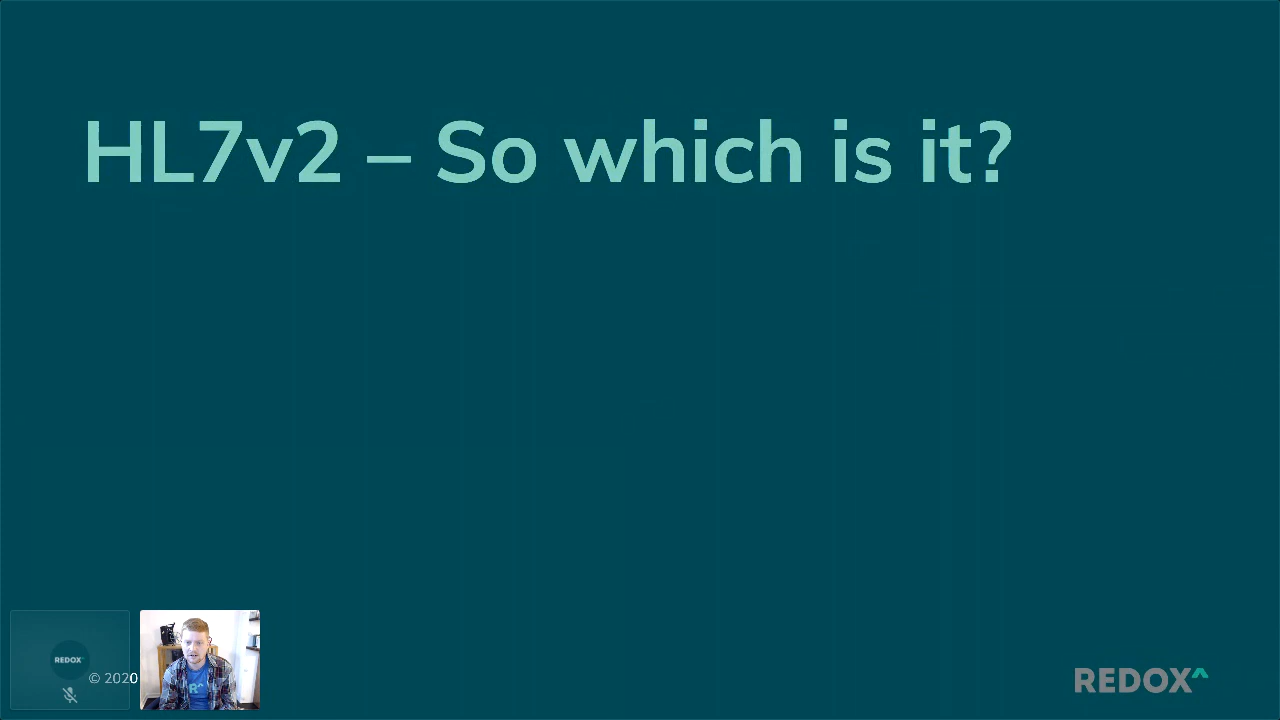 HL7v2 – So which is it?
REDOX
© 2020
R^
REDOX^